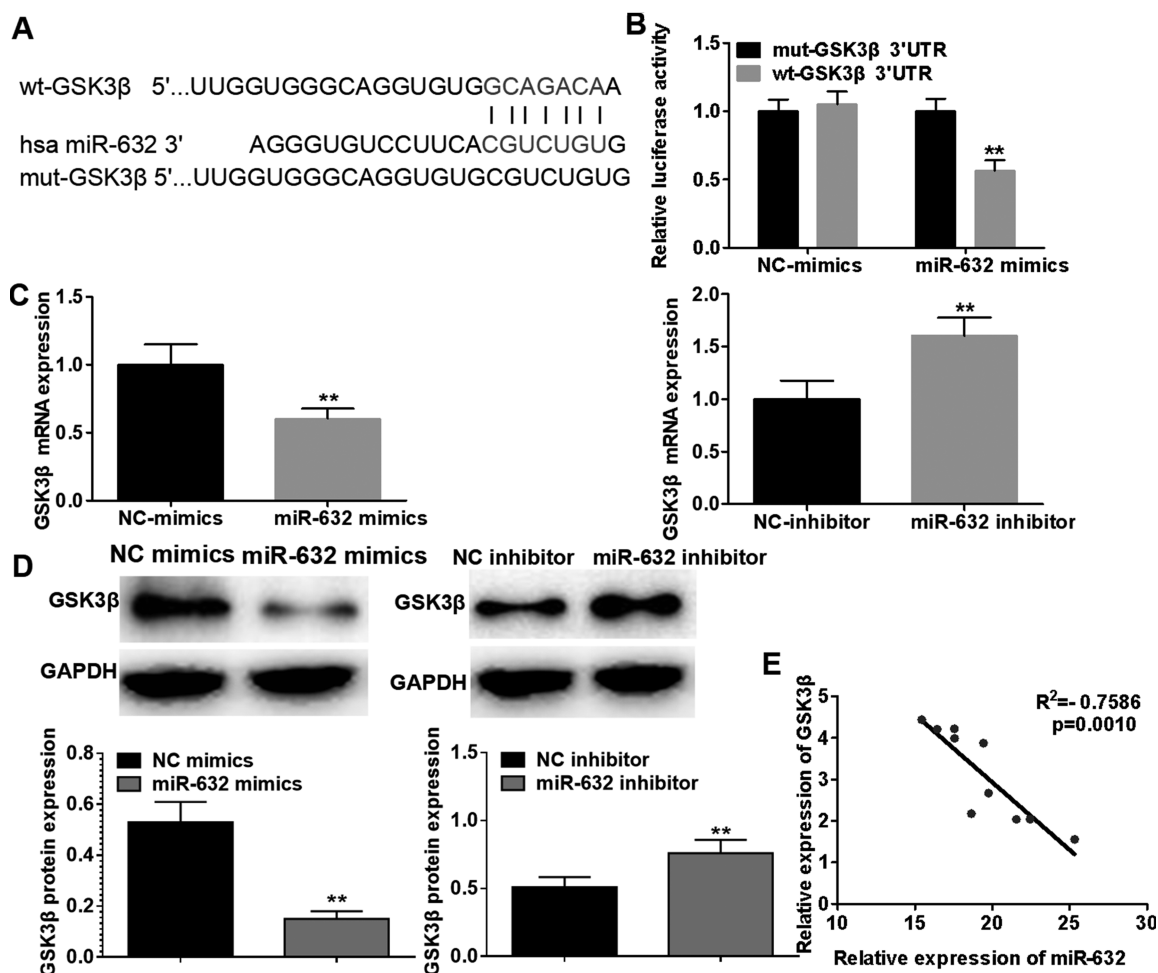 A
wt-GSK3β 5'...UUGGUGGGCAGGUGUGGCAGACAA
hsa miR-632 3' AGGGUGUCCUUCACGUCUGUG
mut-GSK3β 5'...UUGGUGGGCAGGUGUGCGUCUGUG
B
Relative luciferase activity
1.5
1.0
0.5
0.0
mut-GSK3β 3'UTR
wt-GSK3β 3'UTR
**
NC-mimics miR-632 mimics
C
GSK3β mRNA expression
1.5
1.0
0.5
0.0
**
NC-mimics miR-632 mimics
GSK3β mRNA expression
2.0
1.5
1.0
0.5
0.0
**
NC-inhibitor miR-632 inhibitor
D
NC mimics miR-632 mimics
GSK3β
GAPDH
NC inhibitor miR-632 inhibitor
GSK3β
GAPDH
GSK3β protein expression
0.8
0.6
0.4
0.2
0.0
NC mimics
miR-632 mimics
**
GSK3β protein expression
1.5
1.0
0.5
0.0
NC inhibitor
miR-632 inhibitor
**
E
Relative expression of GSK3β
5
4
3
2
1
0
R²=- 0.7586
p=0.0010
10 15 20 25 30
Relative expression of miR-632